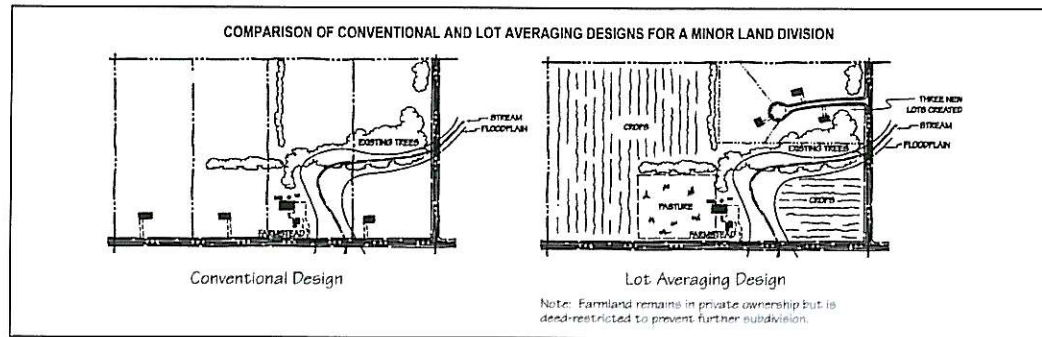 COMPARISON OF CONVENTIONAL AND LOT AVERAGING DESIGNS FOR A MINOR LAND DIVISION
STREAM
FLOODPLAIN
EXISTING TREES
FARMSTEAD
Conventional Design
THREE NEW
LOTS CREATED
STREAM
FLOODPLAIN
CROPS
EXISTING TREES
PASTURE
CROPS
FARMSTEAD
Lot Averaging Design
Note: Farmland remains in private ownership but is
deed-restricted to prevent further subdivision.